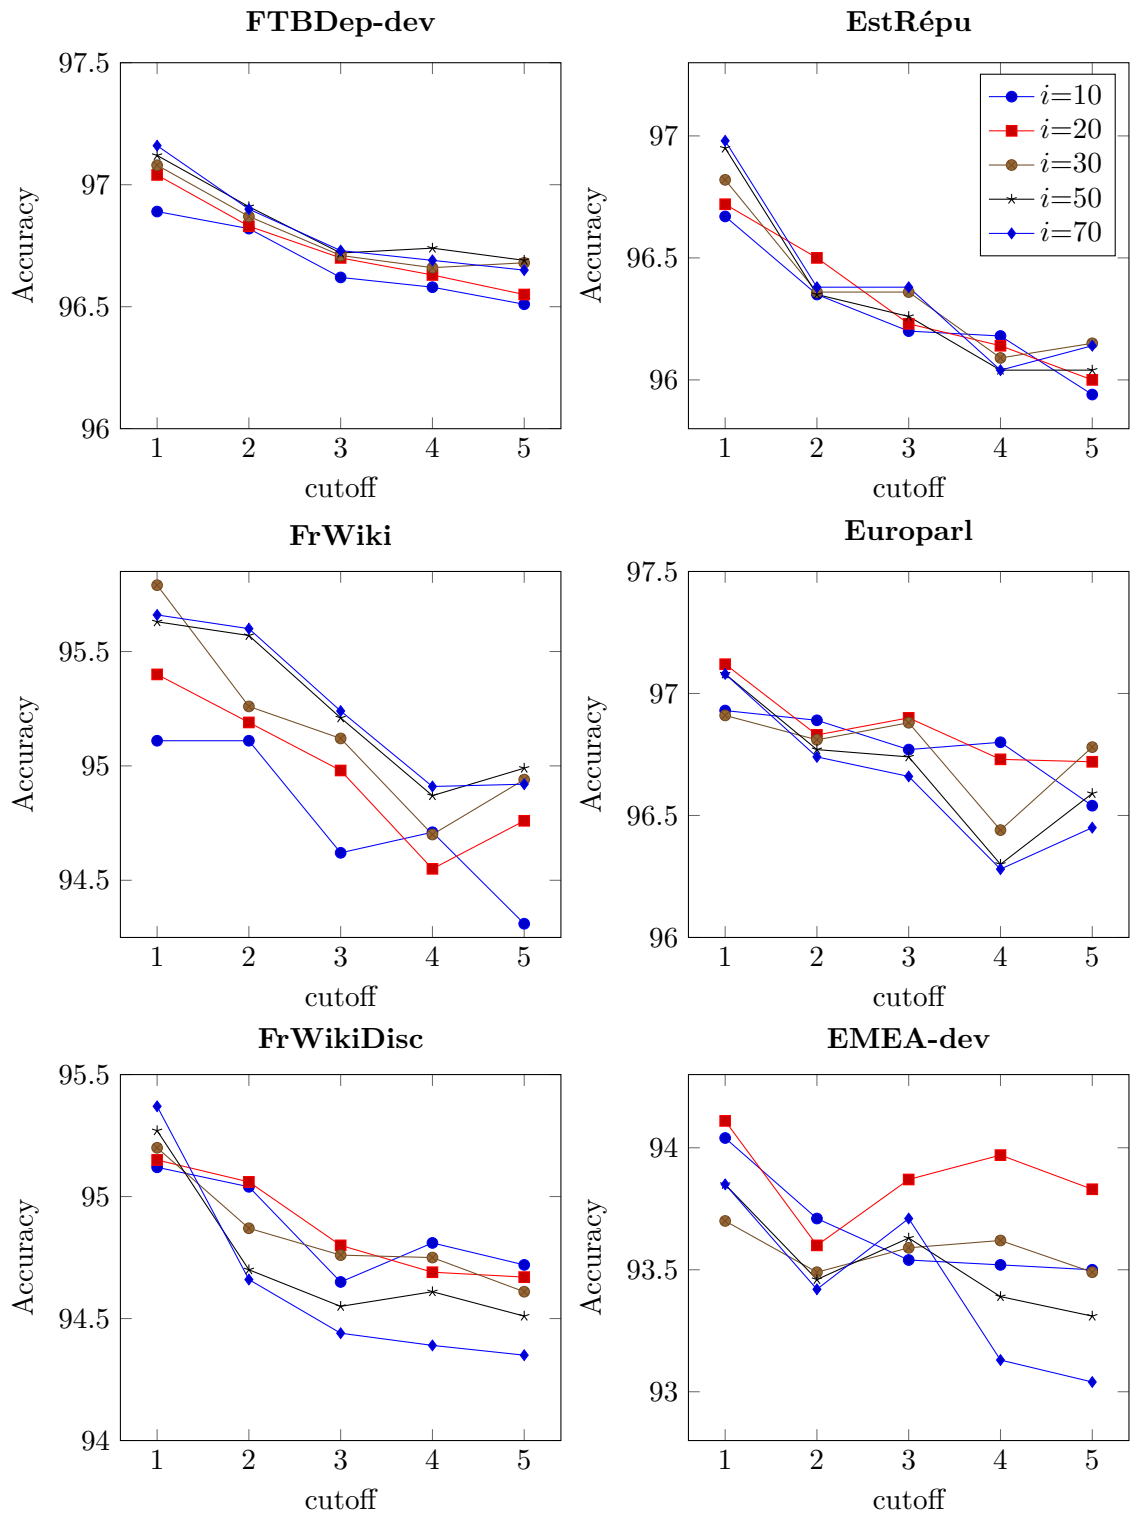 FTBDep-dev
97.5
97
96.5
96
Accuracy
1 2 3 4 5
cutoff
EstRépu
97
96.5
96
Accuracy
1 2 3 4 5
cutoff
i=10
i=20
i=30
i=50
i=70
FrWiki
95.5
95
94.5
Accuracy
1 2 3 4 5
cutoff
Europarl
97.5
97
96.5
96
Accuracy
1 2 3 4 5
cutoff
FrWikiDisc
95.5
95
94.5
94
Accuracy
1 2 3 4 5
cutoff
EMEA-dev
94
93.5
93
Accuracy
1 2 3 4 5
cutoff